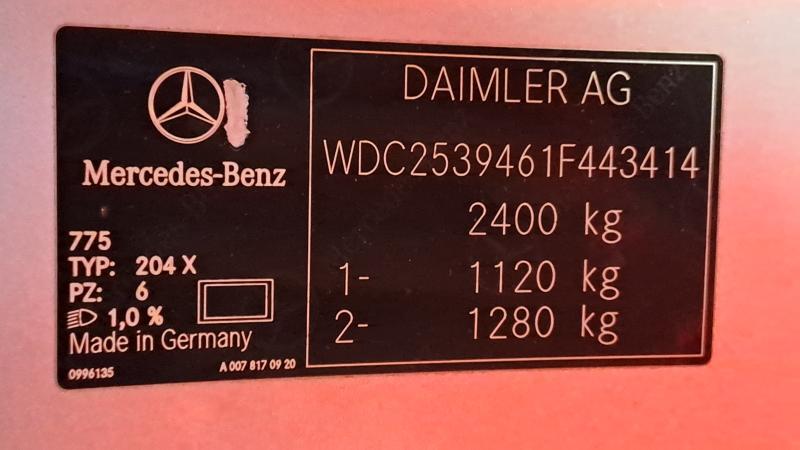 Mercedes-Benz
775
TYP: 204 X
PZ: 6
1,0 %
Made in Germany
0996135
A 007 817 09 20
DAIMLER AG
WDC2539461F443414
2400 kg
1- 1120 kg
2- 1280 kg